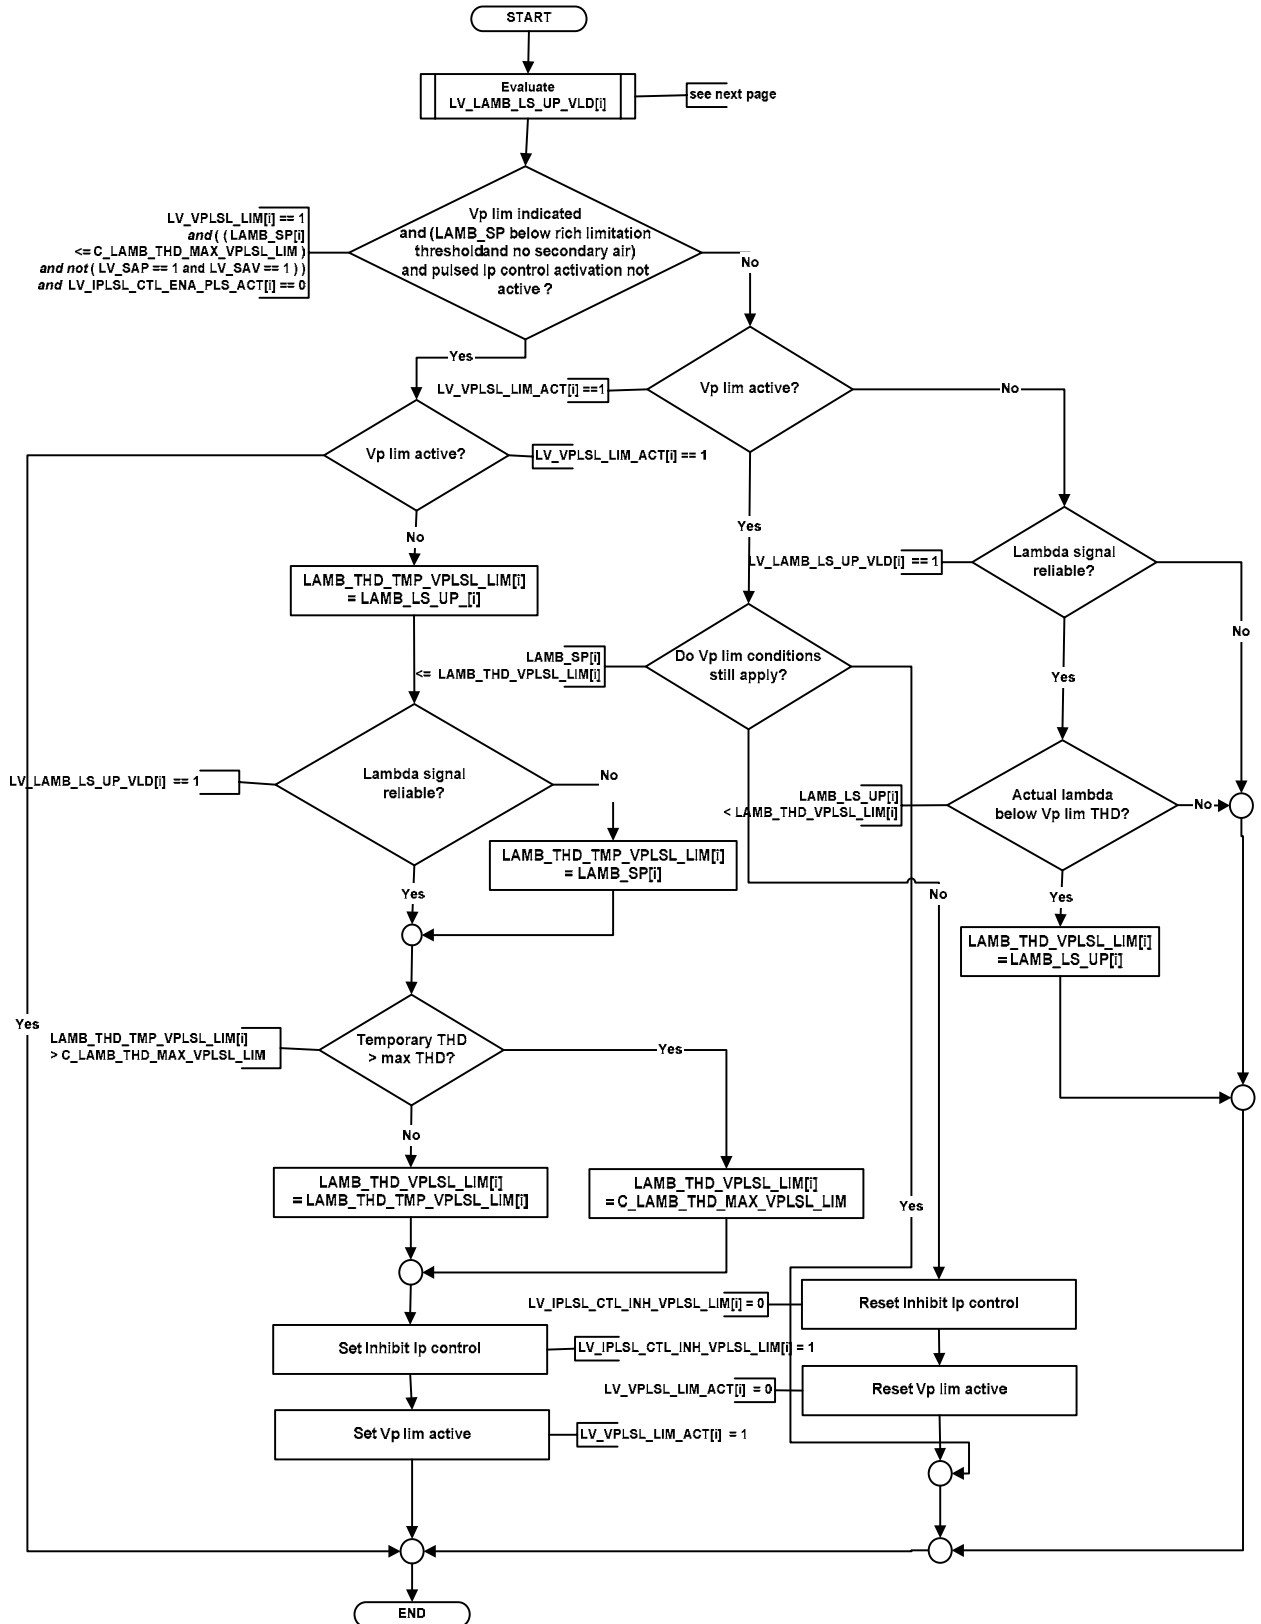 START
Evaluate
LV_LAMB_LS_UP_VLD[i]
see next page
LV_VPLSL_LIM[i] == 1
and ( ( LAMB_SP[i]
<= C_LAMB_THD_MAX_VPLSL_LIM )
and not ( LV_SAP == 1 and LV_SAV == 1 ) )
and LV_IPLSL_CTL_ENA_PLS_ACT[i] == 0
Vp lim indicated
and (LAMB_SP below rich limitation
threshold and no secondary air)
and pulsed Ip control activation not
active ?
No
Yes
LV_VPLSL_LIM_ACT[i] ==1
Vp lim active?
No
Vp lim active?
LV_VPLSL_LIM_ACT[i] == 1
No
Yes
LV_LAMB_LS_UP_VLD[i] == 1
Lambda signal
reliable?
LAMB_THD_TMP_VPLSL_LIM[i]
= LAMB_LS_UP_[i]
No
LAMB_SP[i]
<= LAMB_THD_VPLSL_LIM[i]
Do Vp lim conditions
still apply?
Yes
LV_LAMB_LS_UP_VLD[i] == 1
Lambda signal
reliable?
No
LAMB_LS_UP[i]
< LAMB_THD_VPLSL_LIM[i]
Actual lambda
below Vp lim THD?
No
LAMB_THD_TMP_VPLSL_LIM[i]
= LAMB_SP[i]
Yes
No
Yes
LAMB_THD_VPLSL_LIM[i]
= LAMB_LS_UP[i]
Yes
LAMB_THD_TMP_VPLSL_LIM[i]
> C_LAMB_THD_MAX_VPLSL_LIM
Temporary THD
> max THD?
Yes
No
LAMB_THD_VPLSL_LIM[i]
= LAMB_THD_TMP_VPLSL_LIM[i]
LAMB_THD_VPLSL_LIM[i]
= C_LAMB_THD_MAX_VPLSL_LIM
Yes
LV_IPLSL_CTL_INH_VPLSL_LIM[i] = 0
Reset Inhibit Ip control
Set Inhibit Ip control
LV_IPLSL_CTL_INH_VPLSL_LIM[i] = 1
LV_VPLSL_LIM_ACT[i] = 0
Reset Vp lim active
Set Vp lim active
LV_VPLSL_LIM_ACT[i] = 1
END